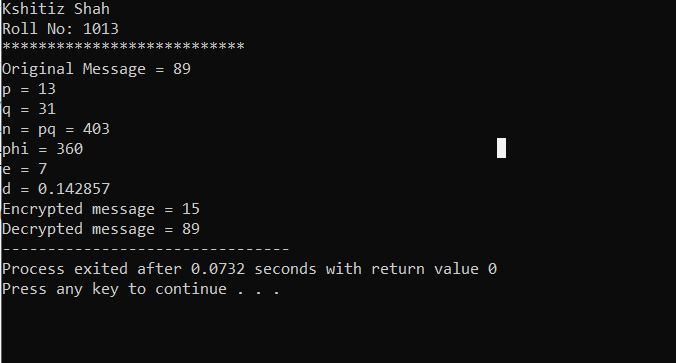 Kshitiz Shah
Roll No: 1013
***************************
Original Message = 89
p = 13
q = 31
n = pq = 403
phi = 360
e = 7
d = 0.142857
Encrypted message = 15
Decrypted message = 89
--------------------------------
Process exited after 0.0732 seconds with return value 0
Press any key to continue . . .